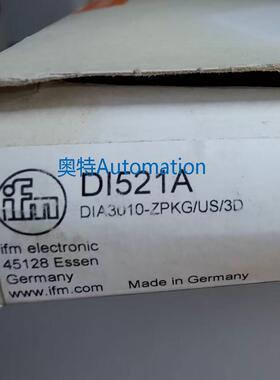 奥特Automation
ifm
DI521A
DIA3010-ZPKG/US/3D
ifm electronic
45128 Essen
Germany
www.ifm.com
Made in Germany